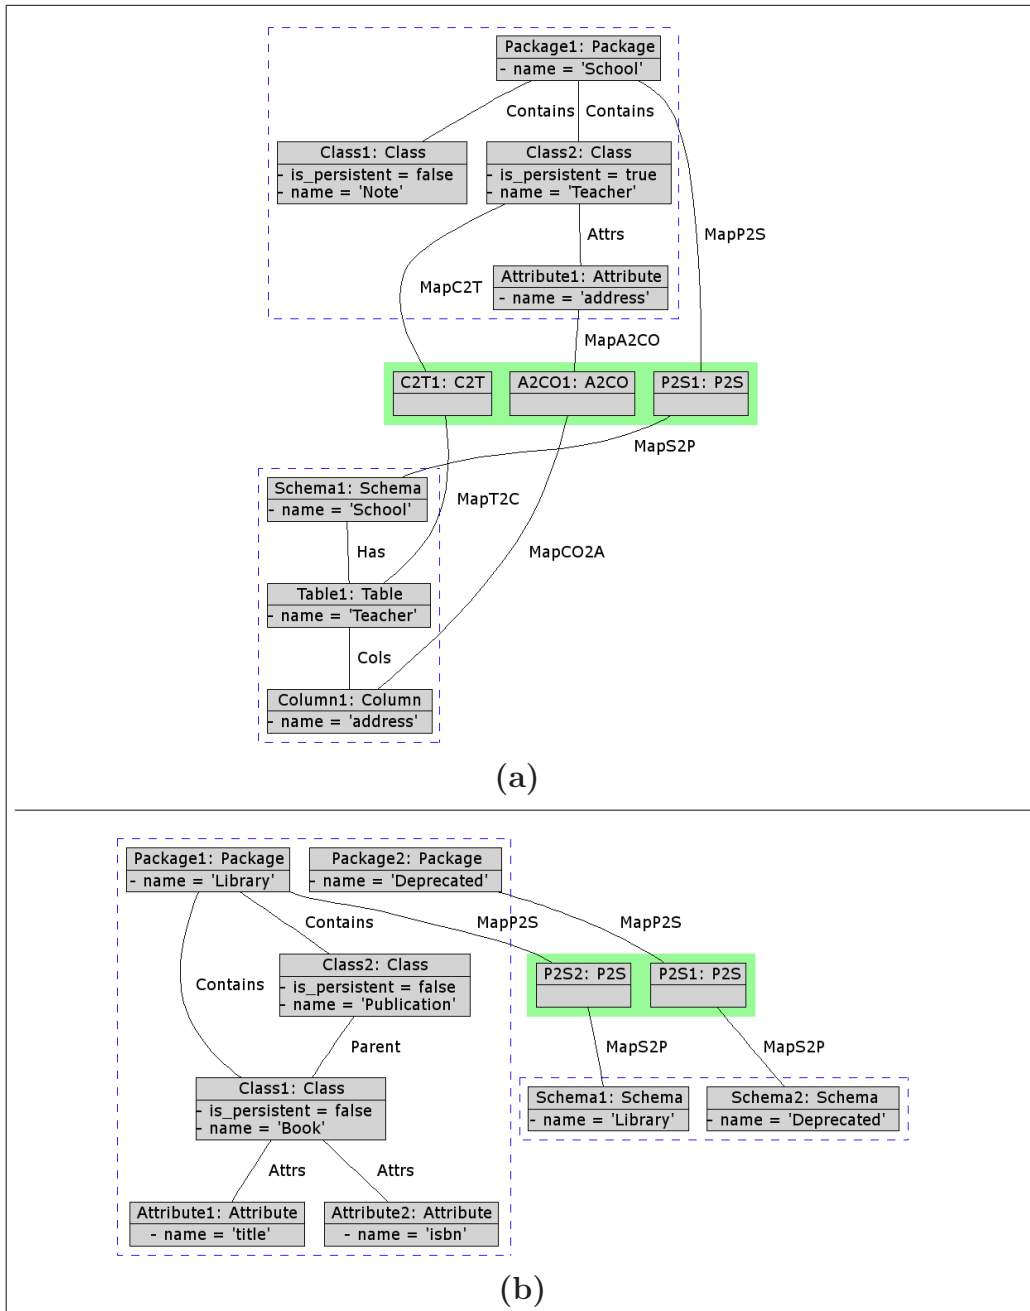 Package1: Package
- name = 'School'
Contains
Contains
Class1: Class
- is_persistent = false
- name = 'Note'
Class2: Class
- is_persistent = true
- name = 'Teacher'
Attrs
MapP2S
MapC2T
Attribute1: Attribute
- name = 'address'
MapA2CO
C2T1: C2T
A2CO1: A2CO
P2S1: P2S
MapS2P
Schema1: Schema
- name = 'School'
MapT2C
Has
MapCO2A
Table1: Table
- name = 'Teacher'
Cols
Column1: Column
- name = 'address'
(a)
Package1: Package
- name = 'Library'
Package2: Package
- name = 'Deprecated'
Contains
MapP2S
MapP2S
Class2: Class
- is_persistent = false
- name = 'Publication'
P2S2: P2S
P2S1: P2S
Contains
Parent
MapS2P
MapS2P
Class1: Class
- is_persistent = false
- name = 'Book'
Schema1: Schema
- name = 'Library'
Schema2: Schema
- name = 'Deprecated'
Attrs
Attrs
Attribute1: Attribute
- name = 'title'
Attribute2: Attribute
- name = 'isbn'
(b)